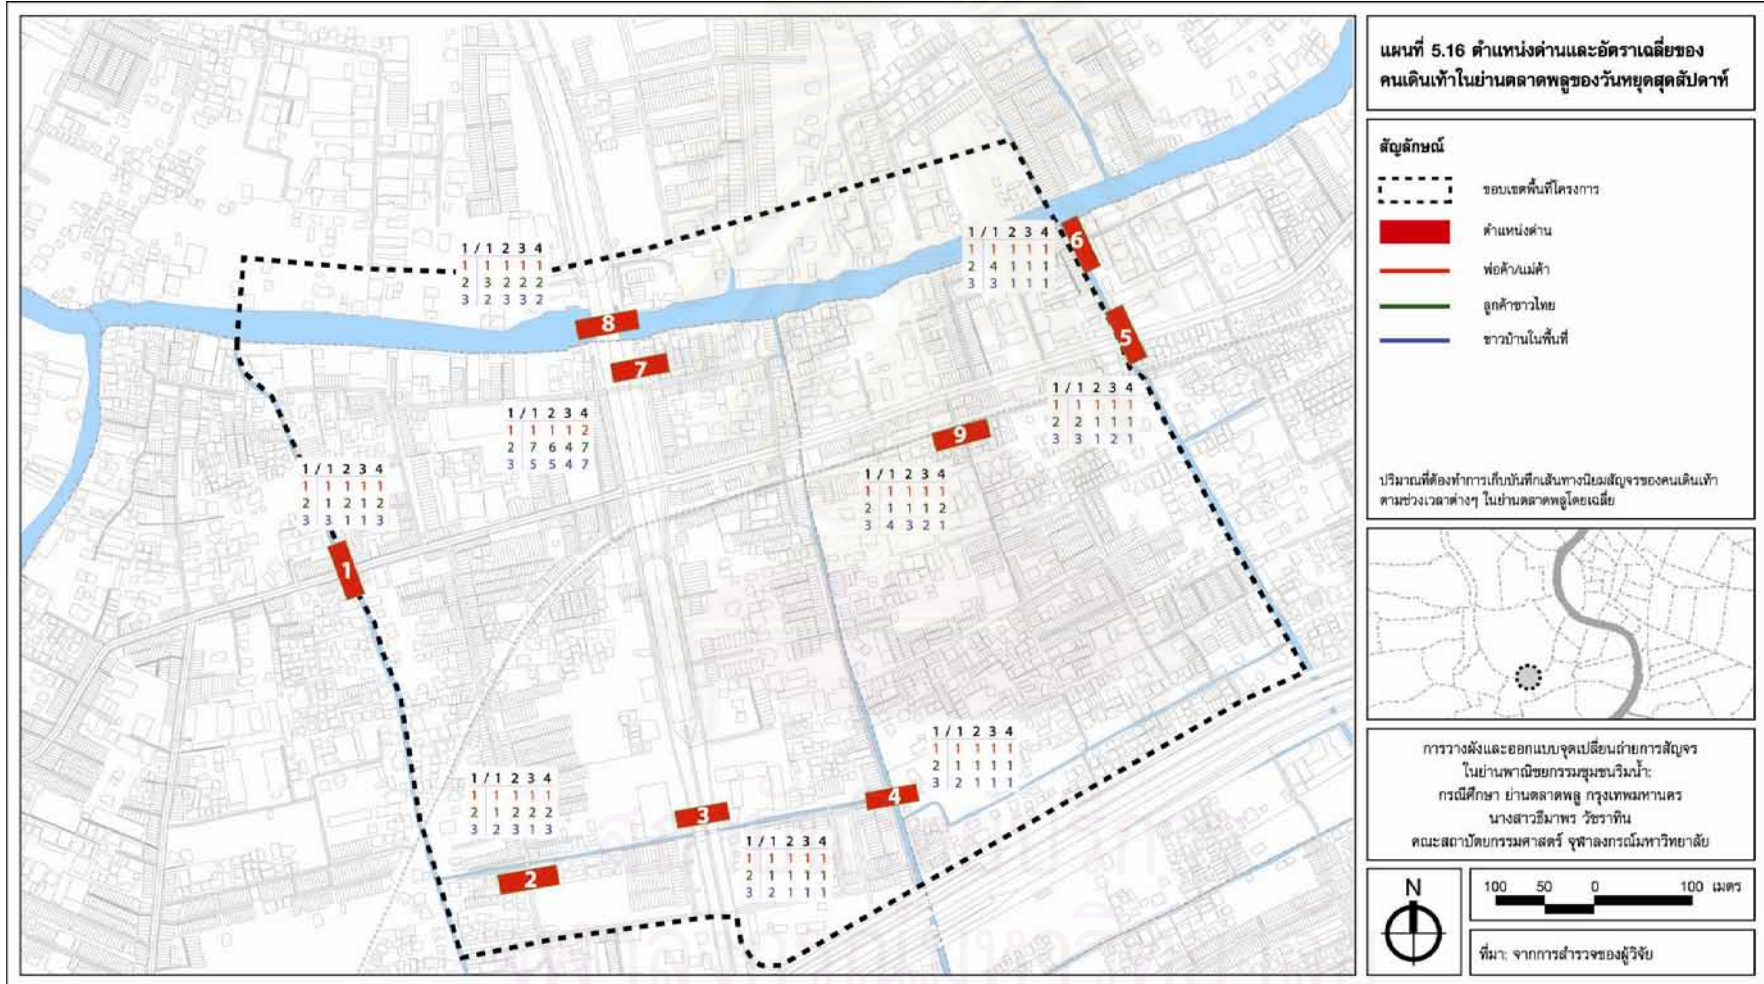 แผนที่ 5.16 ตำแหน่งด่านและอัตราเฉลี่ยของ
คนเดินเท้าในย่านตลาดพลูของวันหยุดสุดสัปดาห์
สัญลักษณ์
ขอบเขตพื้นที่โครงการ
ตำแหน่งด่าน
พ่อค้า/แม่ค้า
ลูกค้าชาวไทย
ชาวบ้านในพื้นที่
ปริมาณที่ต้องทำการเก็บบันทึกเส้นทางนิยมสัญจรของคนเดินเท้า
ตามช่วงเวลาต่างๆ ในย่านตลาดพลูโดยเฉลี่ย
การวางผังและออกแบบจุดเปลี่ยนถ่ายการสัญจร
ในย่านพาณิชยกรรมชุมชนริมน้ำ:
กรณีศึกษา ย่านตลาดพลู กรุงเทพมหานคร
นางสาวธีมาพร วัชราทิน
คณะสถาปัตยกรรมศาสตร์ จุฬาลงกรณ์มหาวิทยาลัย
N
100 50 0 100 เมตร
ที่มา: จากการสำรวจของผู้วิจัย
1 / 1 2 3 4
1 1 1 1 1
2 3 2 2 2
3 2 3 3 2
8
7
1 / 1 2 3 4
1 1 1 1 1
2 4 1 1 1
3 3 1 1 1
6
5
1 / 1 2 3 4
1 1 1 1 1
2 2 1 1 1
3 3 1 2 1
1 / 1 2 3 4
1 1 1 1 2
2 7 6 4 7
3 5 5 4 7
9
1 / 1 2 3 4
1 1 1 1 1
2 1 1 1 2
3 4 3 2 1
1 / 1 2 3 4
1 1 1 1 1
2 1 2 1 2
3 3 1 1 3
1
1 / 1 2 3 4
1 1 1 1 1
2 1 1 1 1
3 2 1 1 1
4
3
1 / 1 2 3 4
1 1 1 1 1
2 1 2 2 2
3 2 3 1 3
2
1 / 1 2 3 4
1 1 1 1 1
2 1 1 1 1
3 2 1 1 1